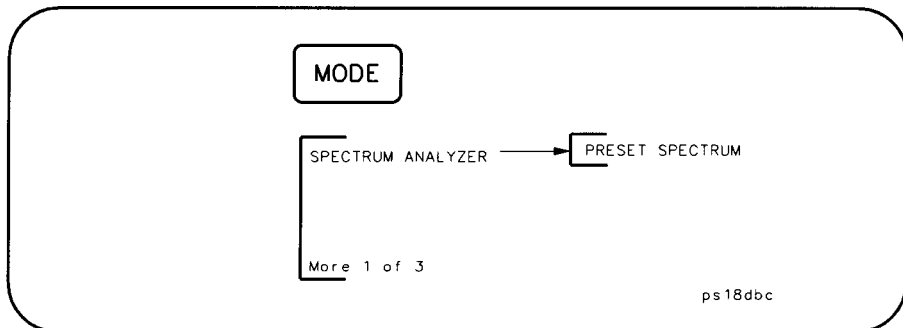 MODE
SPECTRUM ANALYZER PRESET SPECTRUM
More 1 of 3
ps18dbc